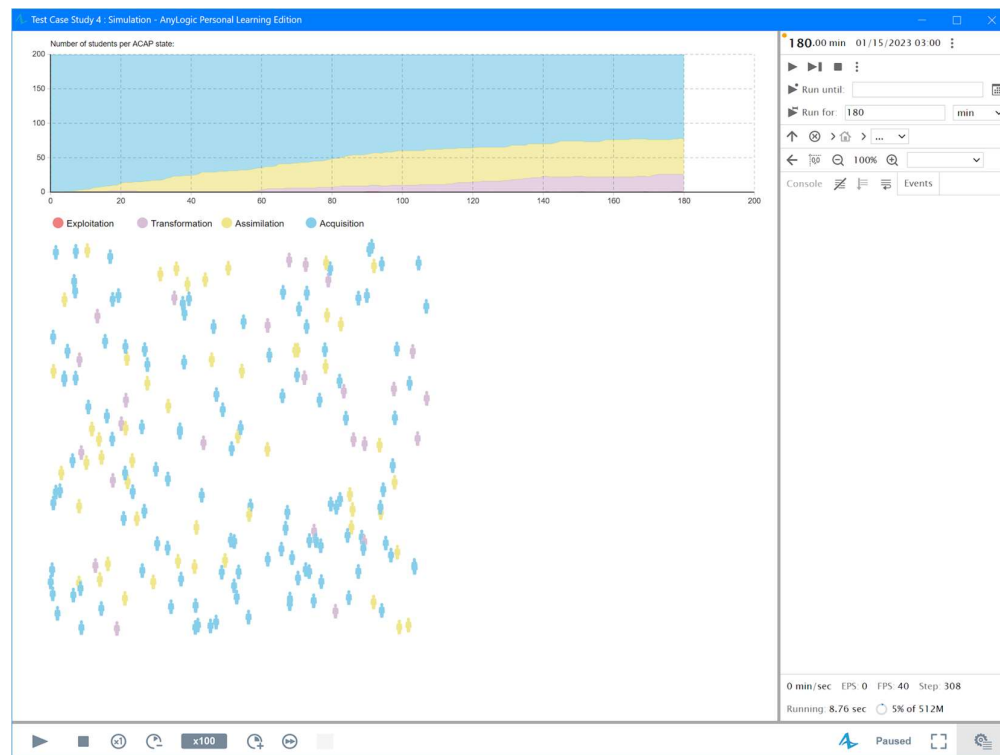 Test Case Study 4 : Simulation - AnyLogic Personal Learning Edition
Number of students per ACAP state:
200
150
100
50
0
0 20 40 60 80 100 120 140 160 180 200
Exploitation Transformation Assimilation Acquisition
180.00 min 01/15/2023 03:00
Run until:
Run for: 180 min
...
100%
Console Events
0 min/sec EPS: 0 FPS: 40 Step: 308
Running: 8.76 sec 5% of 512M
x1 x100 Paused